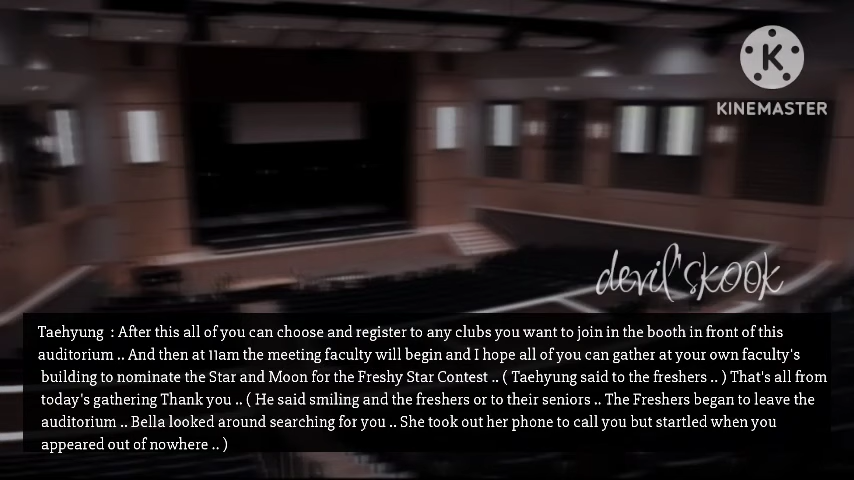 KINEMASTER
devil'skook
Taehyung : After this all of you can choose and register to any clubs you want to join in the booth in front of this
auditorium .. And then at 11am the meeting faculty will begin and I hope all of you can gather at your own faculty's
building to nominate the Star and Moon for the Freshy Star Contest .. ( Taehyung said to the freshers .. ) That's all from
today's gathering Thank you .. ( He said smiling and the freshers or to their seniors .. The Freshers began to leave the
auditorium .. Bella looked around searching for you .. She took out her phone to call you but startled when you
appeared out of nowhere .. )